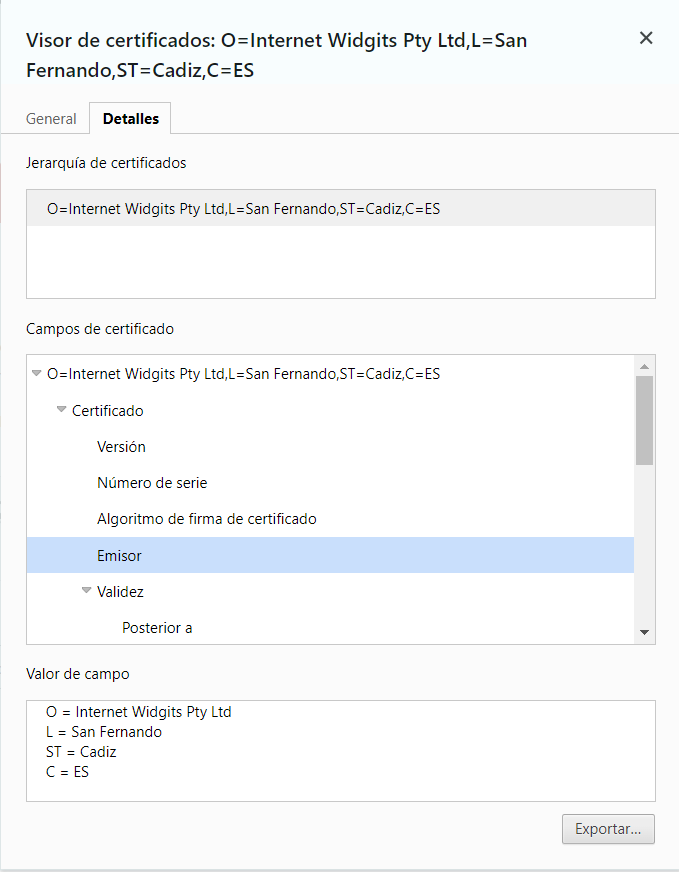 Visor de certificados: O=Internet Widgits Pty Ltd,L=San
Fernando,ST=Cadiz,C=ES
General
Detalles
Jerarquía de certificados
O=Internet Widgits Pty Ltd,L=San Fernando,ST=Cadiz,C=ES
Campos de certificado
O=Internet Widgits Pty Ltd,L=San Fernando,ST=Cadiz,C=ES
Certificado
Versión
Número de serie
Algoritmo de firma de certificado
Emisor
Validez
Posterior a
Valor de campo
O = Internet Widgits Pty Ltd
L = San Fernando
ST = Cadiz
C = ES
Exportar...